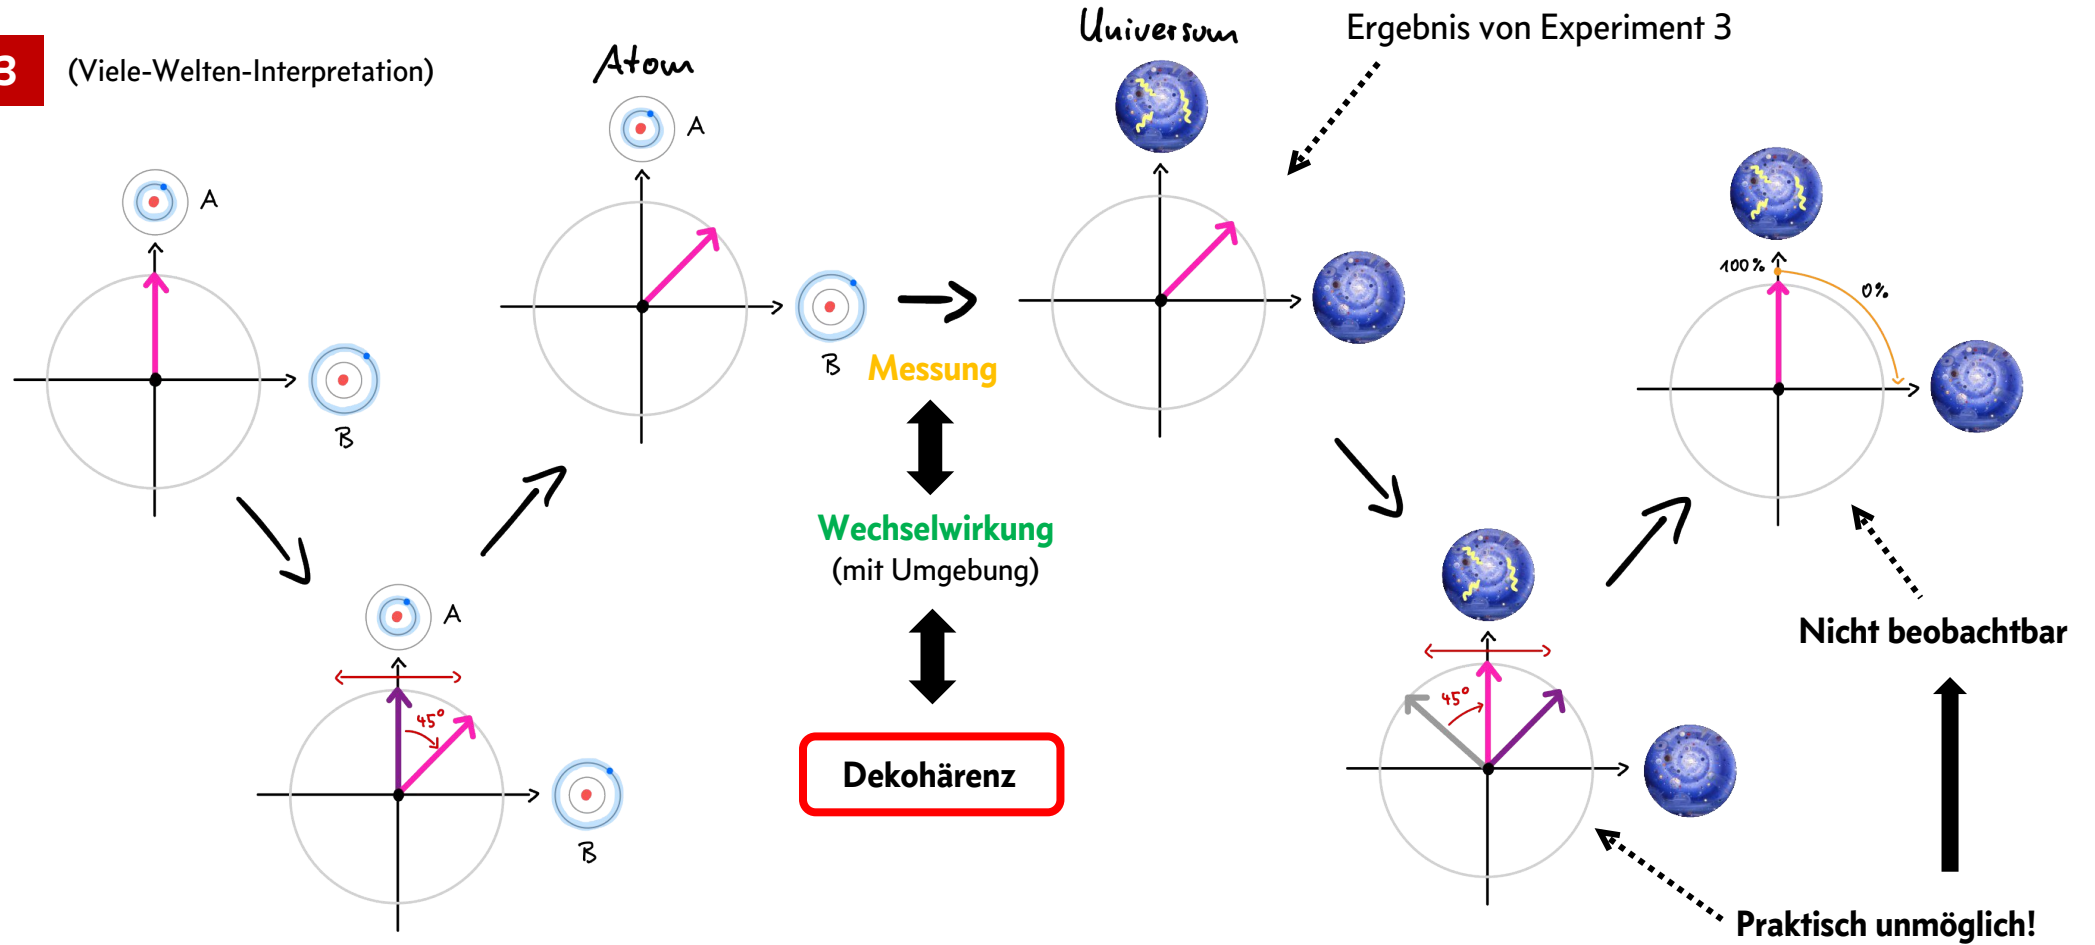 3
(Viele-Welten-Interpretation)
Atom
Universum
Ergebnis von Experiment 3
A
B
A
B
A
B
45°
Messung
Wechselwirkung
(mit Umgebung)
Dekohärenz
45°
100%
0%
Nicht beobachtbar
Praktisch unmöglich!